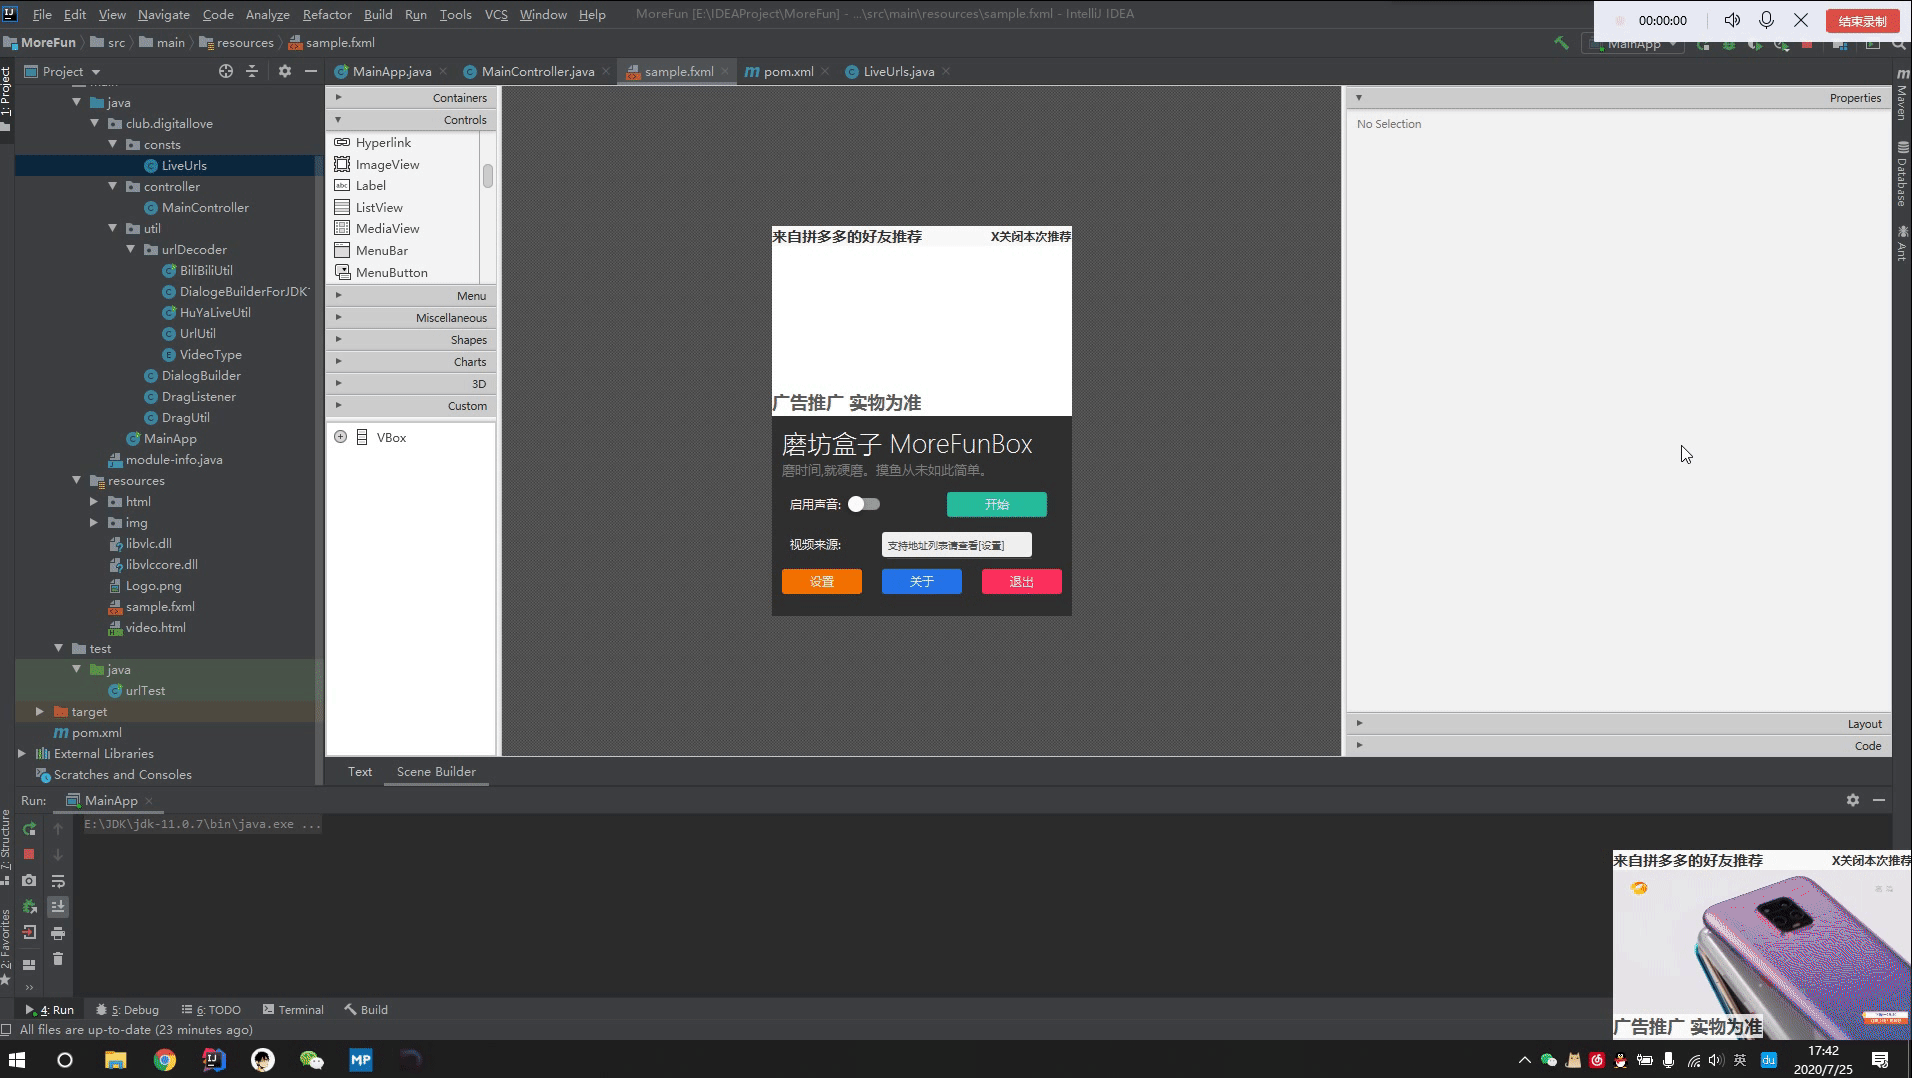 File Edit View Navigate Code Analyze Refactor Build Run Tools VCS Window Help MoreFun [E:\IDEAProject\MoreFun] - ...\src\main\resources\sample.fxml - IntelliJ IDEA
00:00:00 结束录制
MoreFun src main resources sample.fxml
MainApp
Project
MainApp.java MainController.java sample.fxml pom.xml LiveUrls.java
1: Project
java
club.digitallove
consts
LiveUrls
controller
MainController
util
urlDecoder
BiliBiliUtil
DialogeBuilderForJDK
HuYaLiveUtil
UrlUtil
VideoType
DialogBuilder
DragListener
DragUtil
MainApp
module-info.java
resources
html
img
libvlc.dll
libvlccore.dll
Logo.png
sample.fxml
video.html
test
java
urlTest
target
pom.xml
External Libraries
Scratches and Consoles
Containers
Controls
Hyperlink
ImageView
abc Label
ListView
MediaView
MenuBar
MenuButton
Menu
Miscellaneous
Shapes
Charts
3D
Custom
VBox
来自拼多多的好友推荐 X关闭本次推荐
广告推广 实物为准
磨坊盒子 MoreFunBox
磨时间,就硬磨。摸鱼从未如此简单。
启用声音: 开始
视频来源: 支持地址列表请查看[设置]
设置 关于 退出
Properties
No Selection
Layout
Code
Maven
Database
Ant
Text Scene Builder
Run: MainApp
E:\JDK\jdk-11.0.7\bin\java.exe ...
7: Structure
2: Favorites
来自拼多多的好友推荐 X关闭本次推荐
广告推广 实物为准
4: Run 5: Debug 6: TODO Terminal Build
All files are up-to-date (23 minutes ago)
MP
英 du
17:42
2020/7/25